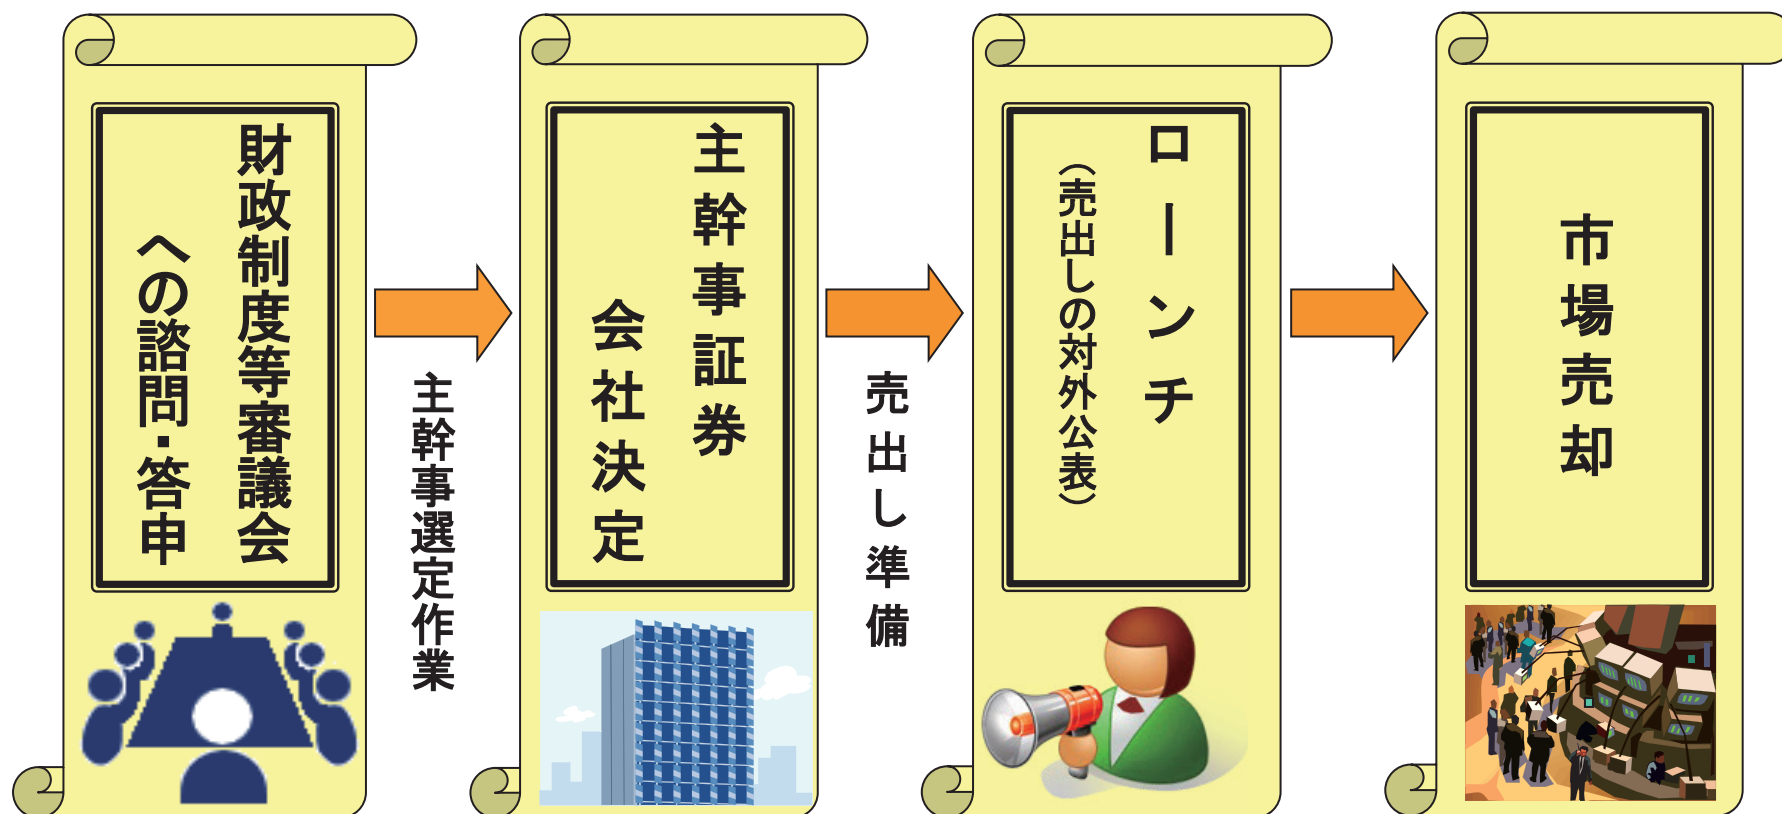 財政制度等審議会
への諮問・答申
主幹事選定作業
主幹事証券
会社決定
売出し準備
ローンチ
（売出しの対外公表）
市場売却